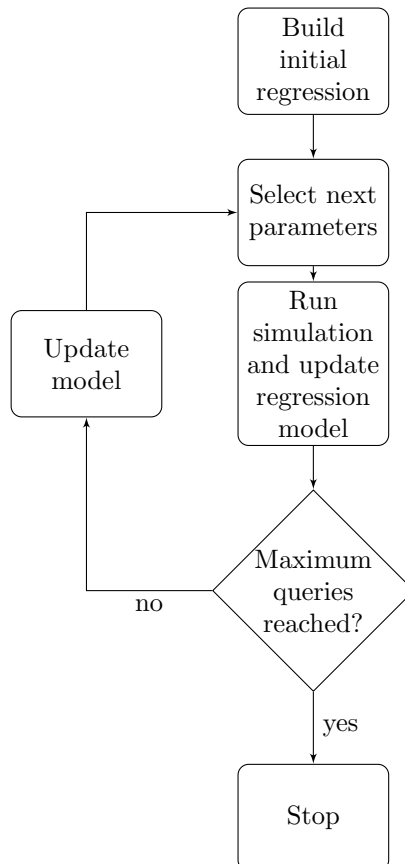 Build
initial
regression
Select next
parameters
Run
simulation
and update
regression
model
Update
model
Maximum
queries
reached?
no
yes
Stop